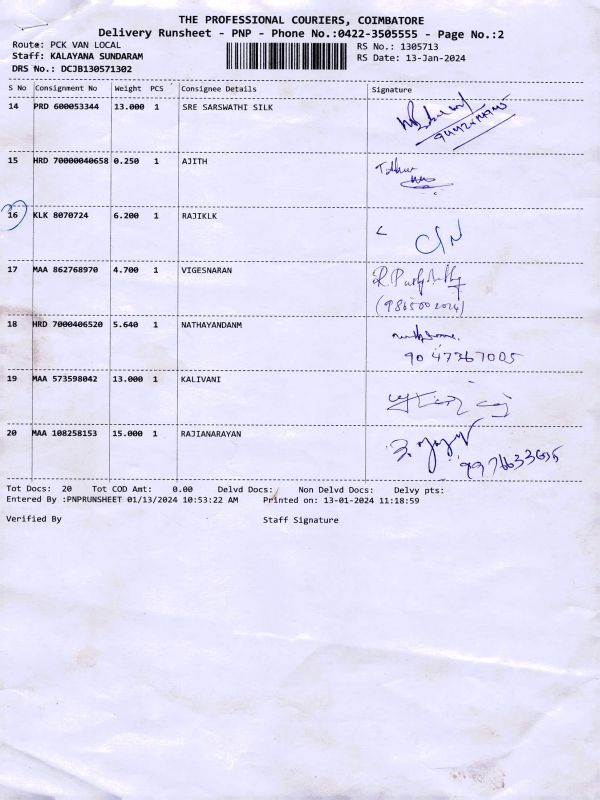 THE PROFESSIONAL COURIERS, COIMBATORE
Delivery Runsheet - PNP - Phone No.:0422-3505555 - Page No.:2
Route: PCK VAN LOCAL RS No.: 1305713
Staff: KALAYANA SUNDARAM RS Date: 13-Jan-2024
DRS No.: DCJB130571302
S No Consignment No Weight PCS Consignee Details Signature
14 PRD 600053344 13.000 1 SRE SARSWATHI SILK
15 HRD 70000040658 0.250 1 AJITH
16 KLK 8070724 6.200 1 RAJIKLK
C/N
17 MAA 862768970 4.700 1 VIGESNARAN
18 HRD 7000406520 5.640 1 NATHAYANDANM
90 47367005
19 MAA 573598042 13.000 1 KALIVANI
20 MAA 108258153 15.000 1 RAJIANARAYAN
Tot Docs: 20 Tot COD Amt: 0.00 Delvd Docs: Non Delvd Docs: Delvy pts:
Entered By :PNPRUNSHEET 01/13/2024 10:53:22 AM Printed on: 13-01-2024 11:18:59
Verified By Staff Signature